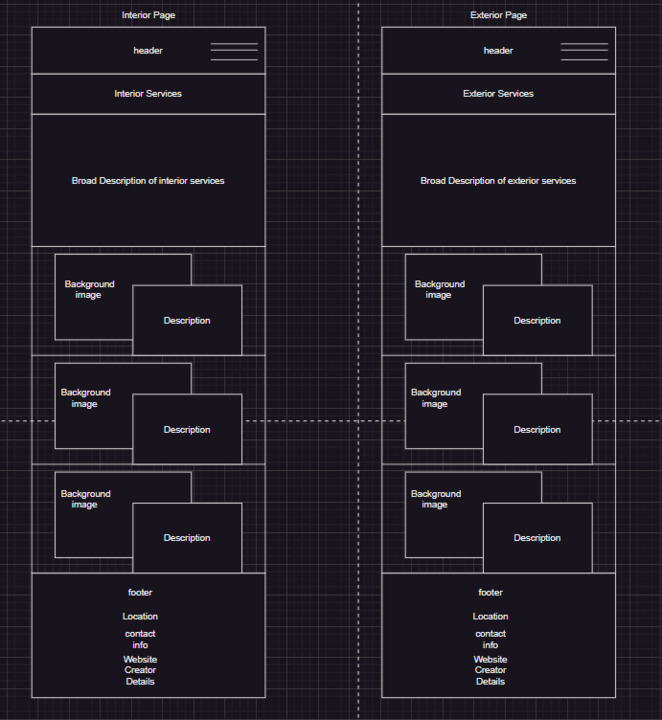 Interior Page
header
Interior Services
Broad Description of interior services
Background
image
Description
Background
image
Description
Background
image
Description
footer
Location
contact
info
Website
Creator
Details
Exterior Page
header
Exterior Services
Broad Description of exterior services
Background
image
Description
Background
image
Description
Background
image
Description
footer
Location
contact
info
Website
Creator
Details